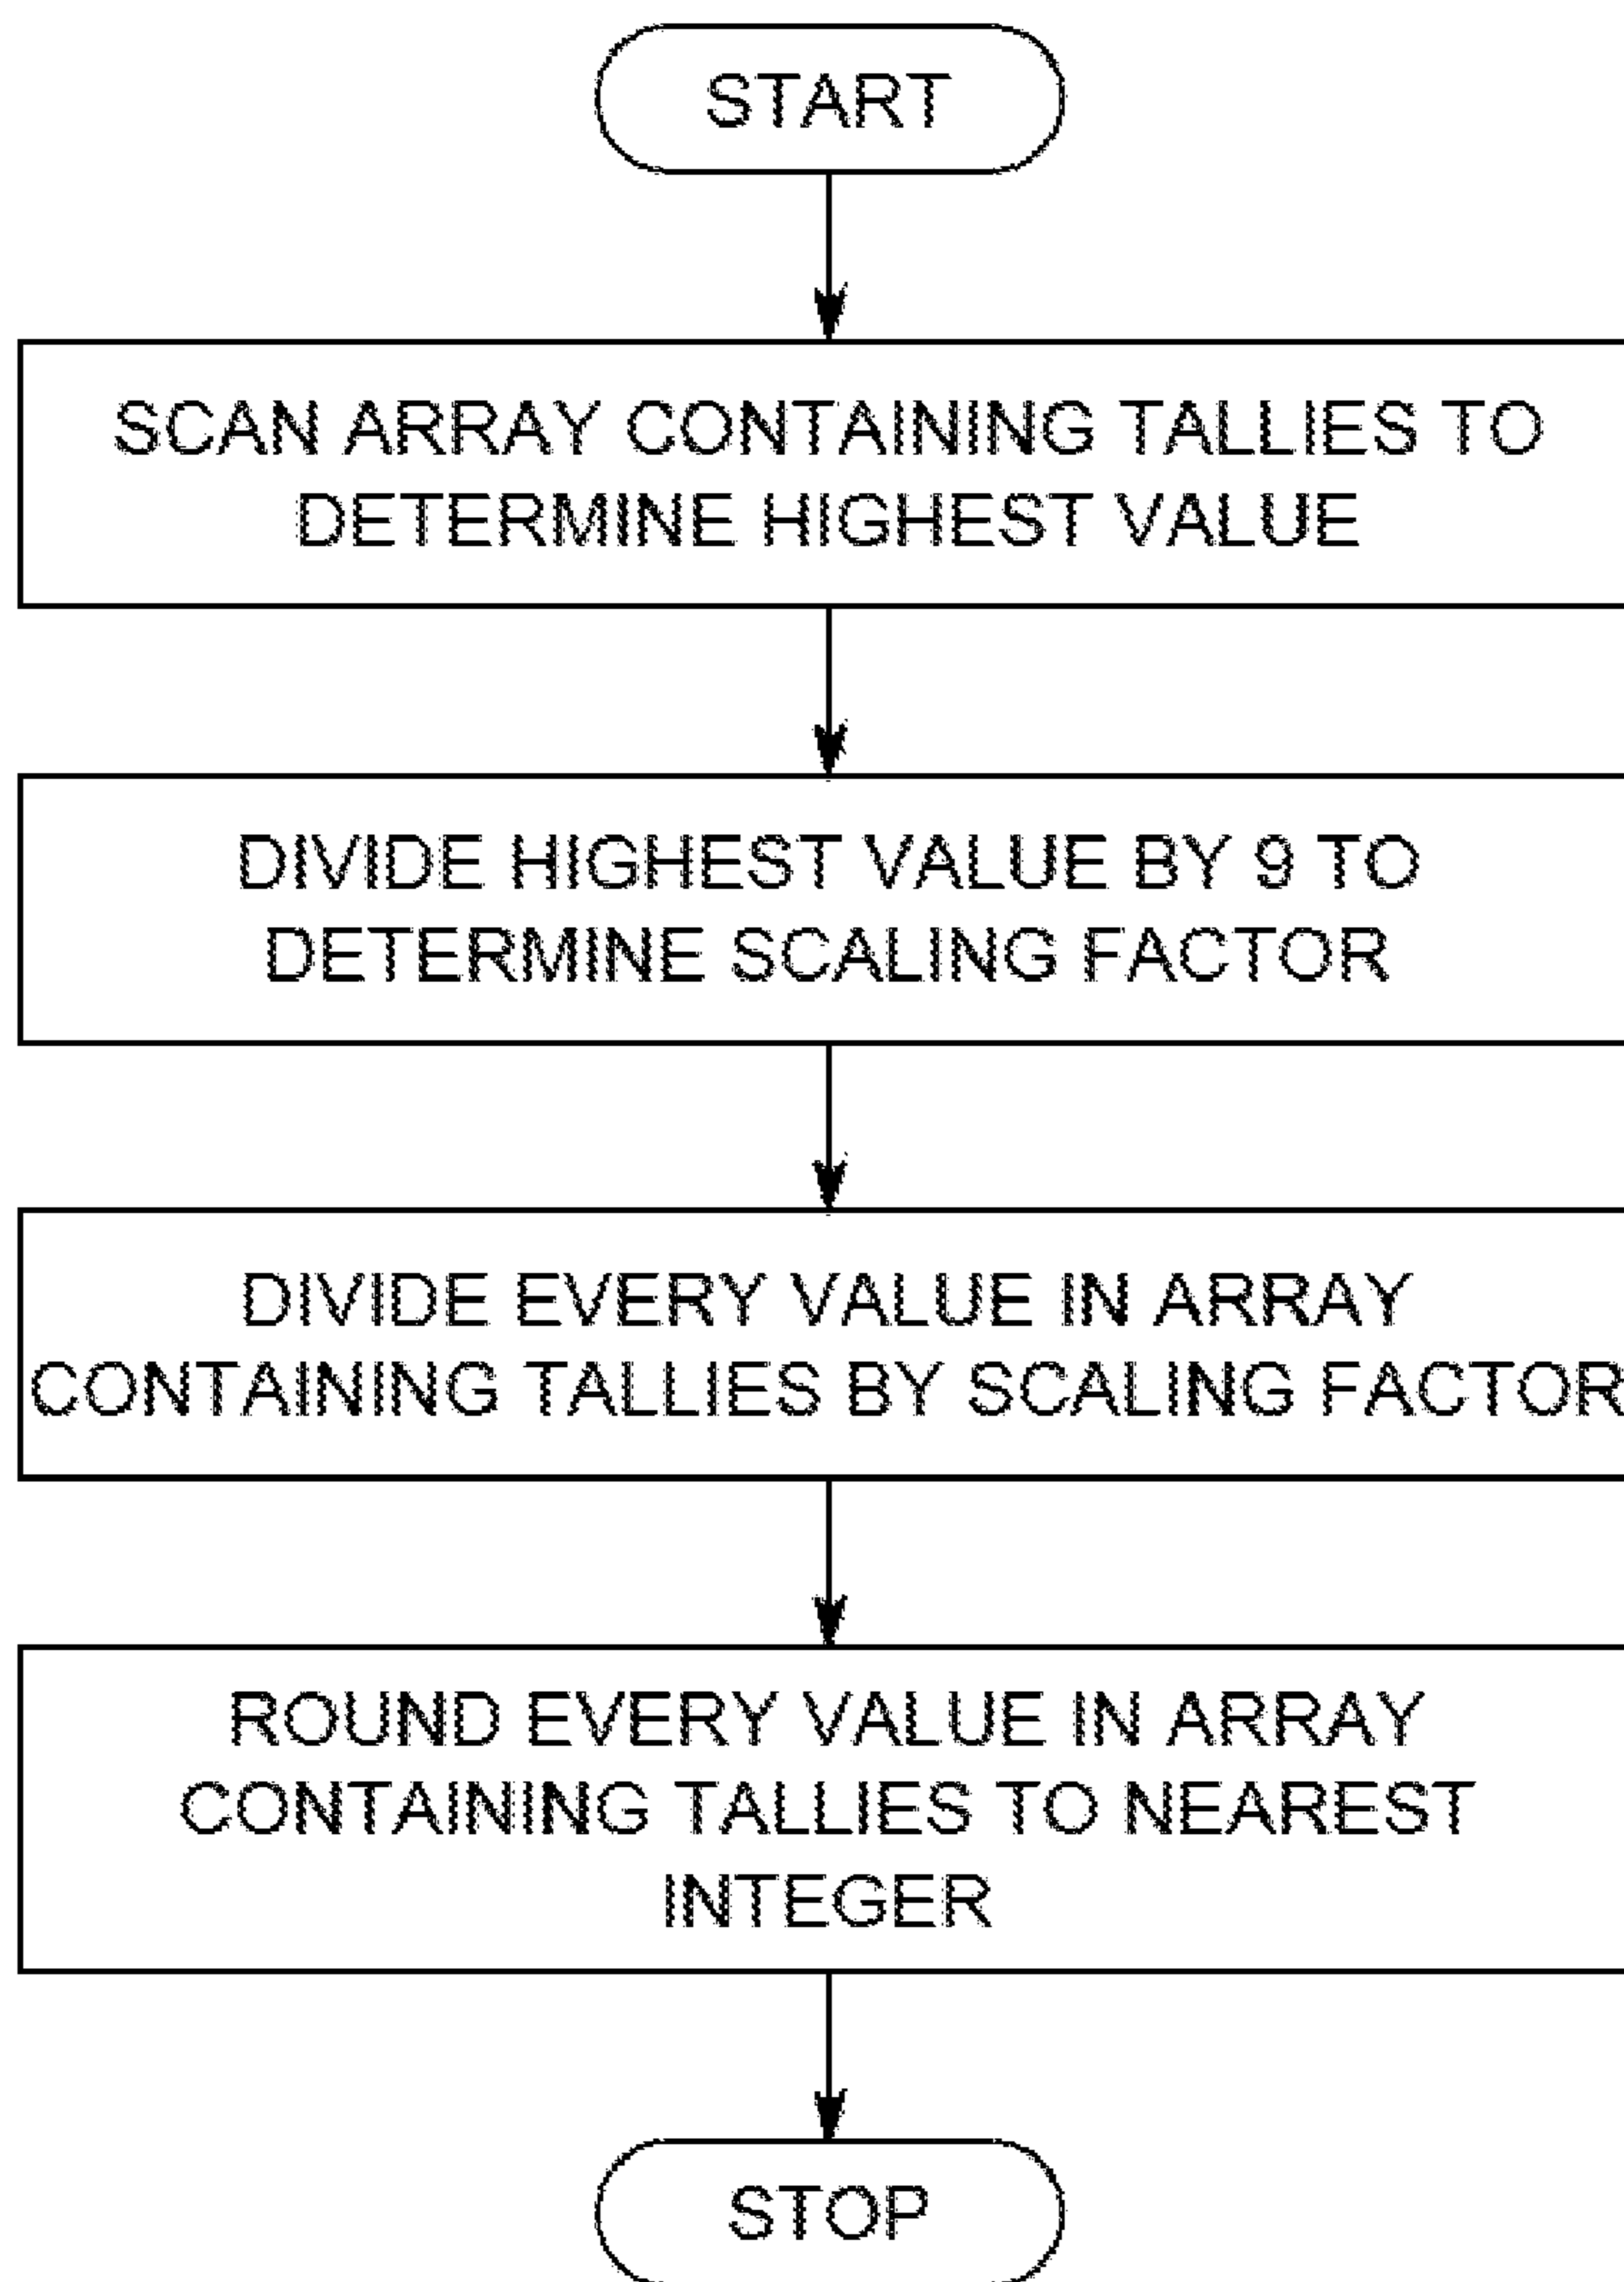 START
SCAN ARRAY CONTAINING TALLIES TO
DETERMINE HIGHEST VALUE
DIVIDE HIGHEST VALUE BY 9 TO
DETERMINE SCALING FACTOR
DIVIDE EVERY VALUE IN ARRAY
CONTAINING TALLIES BY SCALING FACTOR
ROUND EVERY VALUE IN ARRAY
CONTAINING TALLIES TO NEAREST
INTEGER
STOP